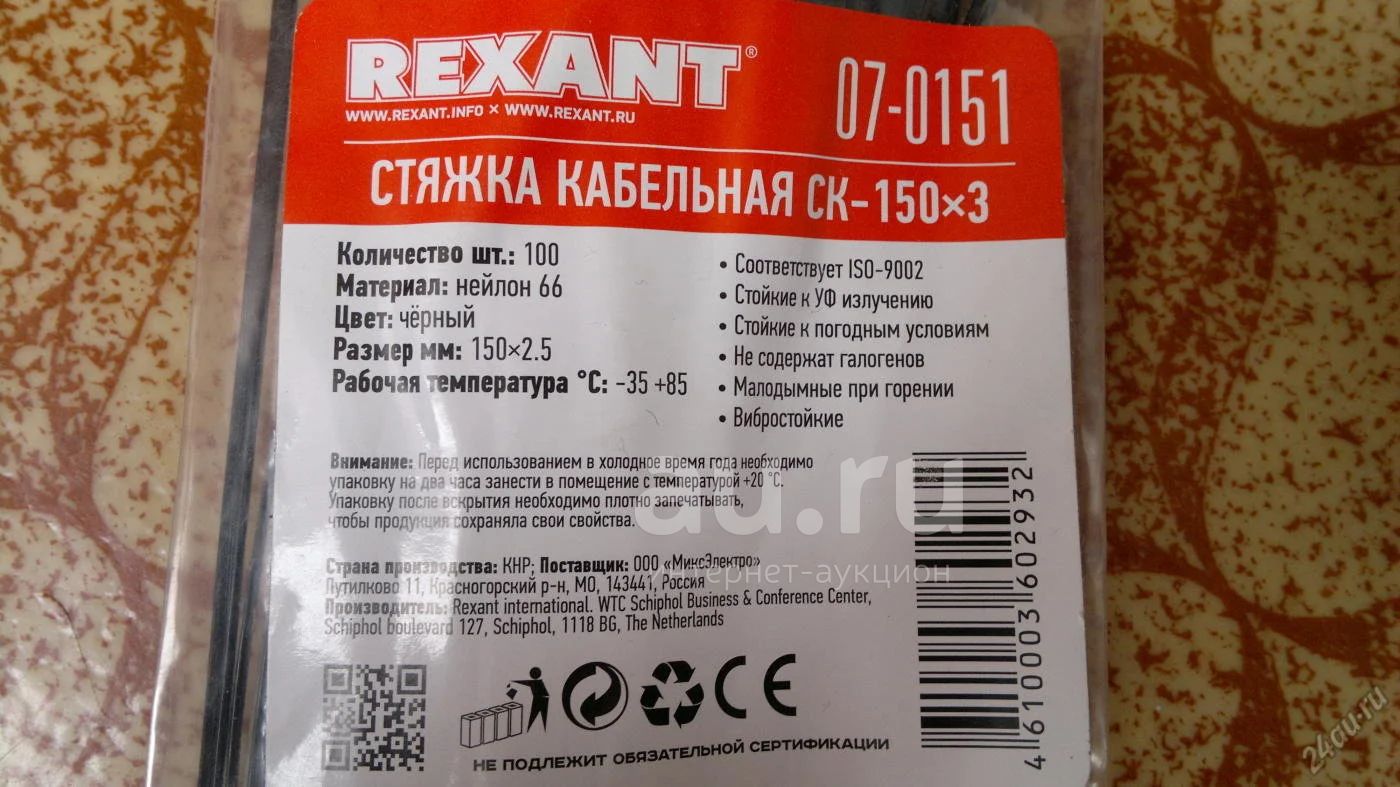 REXANT®
WWW.REXANT.INFO × WWW.REXANT.RU
07-0151
СТЯЖКА КАБЕЛЬНАЯ СК-150×3
Количество шт.: 100
Материал: нейлон 66
Цвет: чёрный
Размер мм: 150×2.5
Рабочая температура °C: -35 +85
• Соответствует ISO-9002
• Стойкие к УФ излучению
• Стойкие к погодным условиям
• Не содержат галогенов
• Малодымные при горении
• Вибростойкие
Внимание: Перед использованием в холодное время года необходимо
упаковку на два часа занести в помещение с температурой +20 °C.
Упаковку после вскрытия необходимо плотно запечатывать,
чтобы продукция сохраняла свои свойства.
Страна производства: КНР; Поставщик: ООО «МиксЭлектро»
Путилково 11, Красногорский р-н, МО, 143441, Россия
Производитель: Rexant international. WTC Schiphol Business & Conference Center,
Schiphol boulevard 127, Schiphol, 1118 BG, The Netherlands
CE
НЕ ПОДЛЕЖИТ ОБЯЗАТЕЛЬНОЙ СЕРТИФИКАЦИИ
4 610003 602932
au.ru
интернет-аукцион
24au.ru